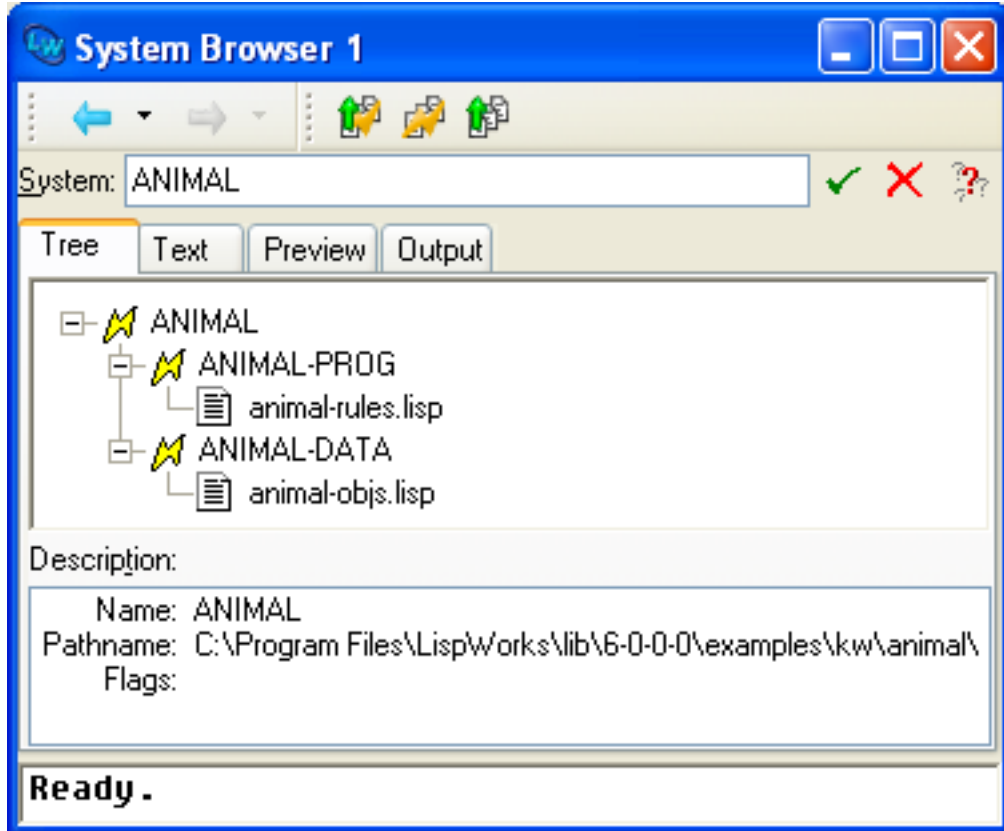 System Browser 1
System: ANIMAL
Tree Text Preview Output
ANIMAL
ANIMAL-PROG
animal-rules.lisp
ANIMAL-DATA
animal-objs.lisp
Description:
Name: ANIMAL
Pathname: C:\Program Files\LispWorks\lib\6-0-0-0\examples\kw\animal\
Flags:
Ready.